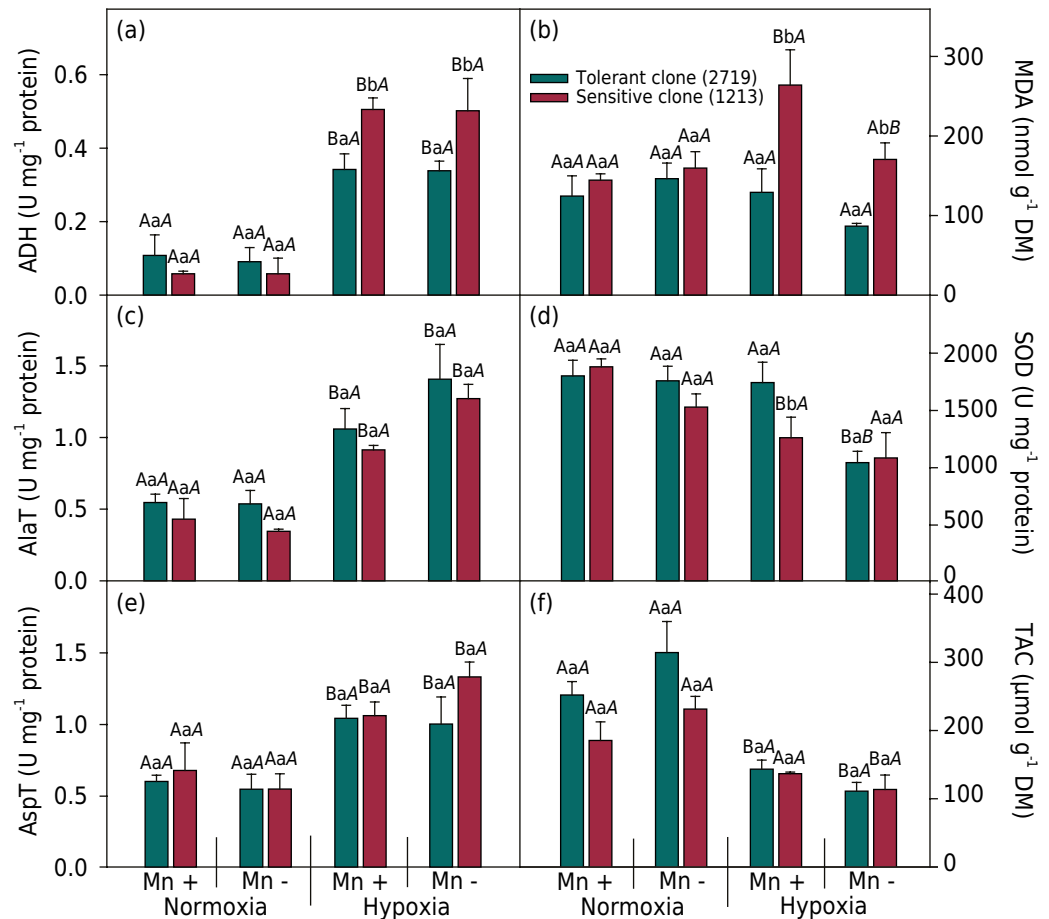 (a)
ADH (U mg⁻¹ protein)
0.6
0.4
0.2
0.0
AaA
AaA
AaA
AaA
BaA
BbA
BaA
BbA
(b)
Tolerant clone (2719)
Sensitive clone (1213)
AaA
AaA
AaA
AaA
AaA
BbA
AaA
AbB
300
200
100
0
MDA (nmol g⁻¹ DM)
(c)
AlaT (U mg⁻¹ protein)
1.5
1.0
0.5
0.0
AaA
AaA
AaA
AaA
BaA
BaA
BaA
BaA
(d)
AaA
AaA
AaA
AaA
AaA
BbA
BaB
AaA
2000
1500
1000
500
0
SOD (U mg⁻¹ protein)
(e)
AspT (U mg⁻¹ protein)
1.5
1.0
0.5
0.0
AaA
AaA
AaA
AaA
BaA
BaA
BaA
BaA
(f)
AaA
AaA
AaA
AaA
BaA
AaA
BaA
BaA
400
300
200
100
0
TAC (µmol g⁻¹ DM)
Mn + Mn - Mn + Mn - Mn + Mn - Mn + Mn -
Normoxia Hypoxia Normoxia Hypoxia